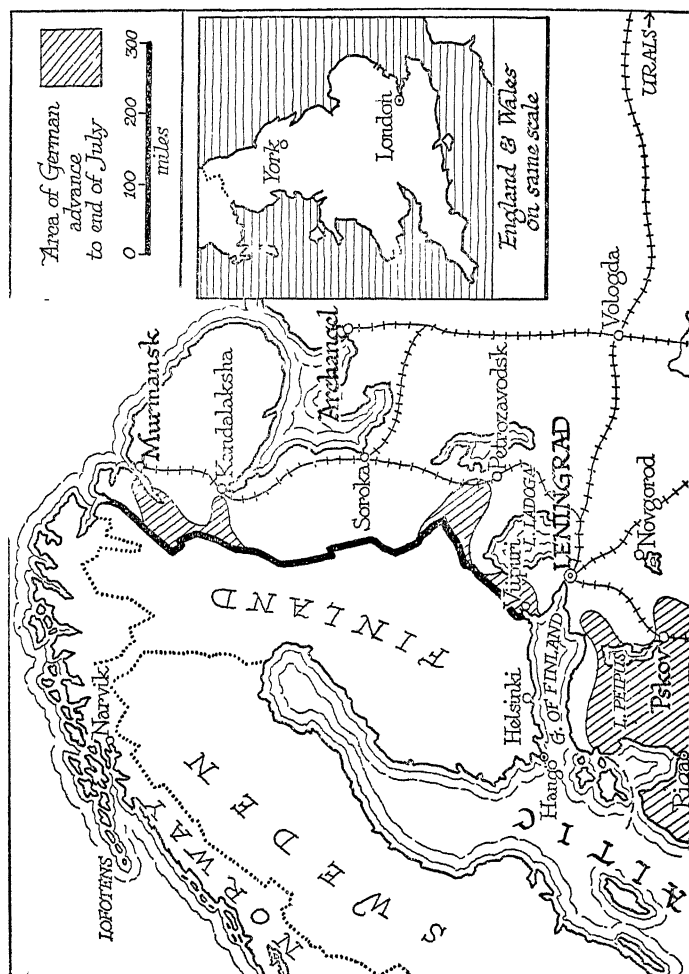 Area of German
advance
to end of July
0 100 200 300
miles
York
London
England & Wales
on same scale
Murmansk
Kandalaksha
Archangel
Soroka
Petrozavodsk
Viipuri
L. LADOGA
LENINGRAD
Novgorod
Vologda
URALS→
LOFOTENS
Narvik
NORWAY
SWEDEN
FINLAND
Helsinki
Hango
G. OF FINLAND
L. PEIPUS
Pskov
Riga
BALTIC